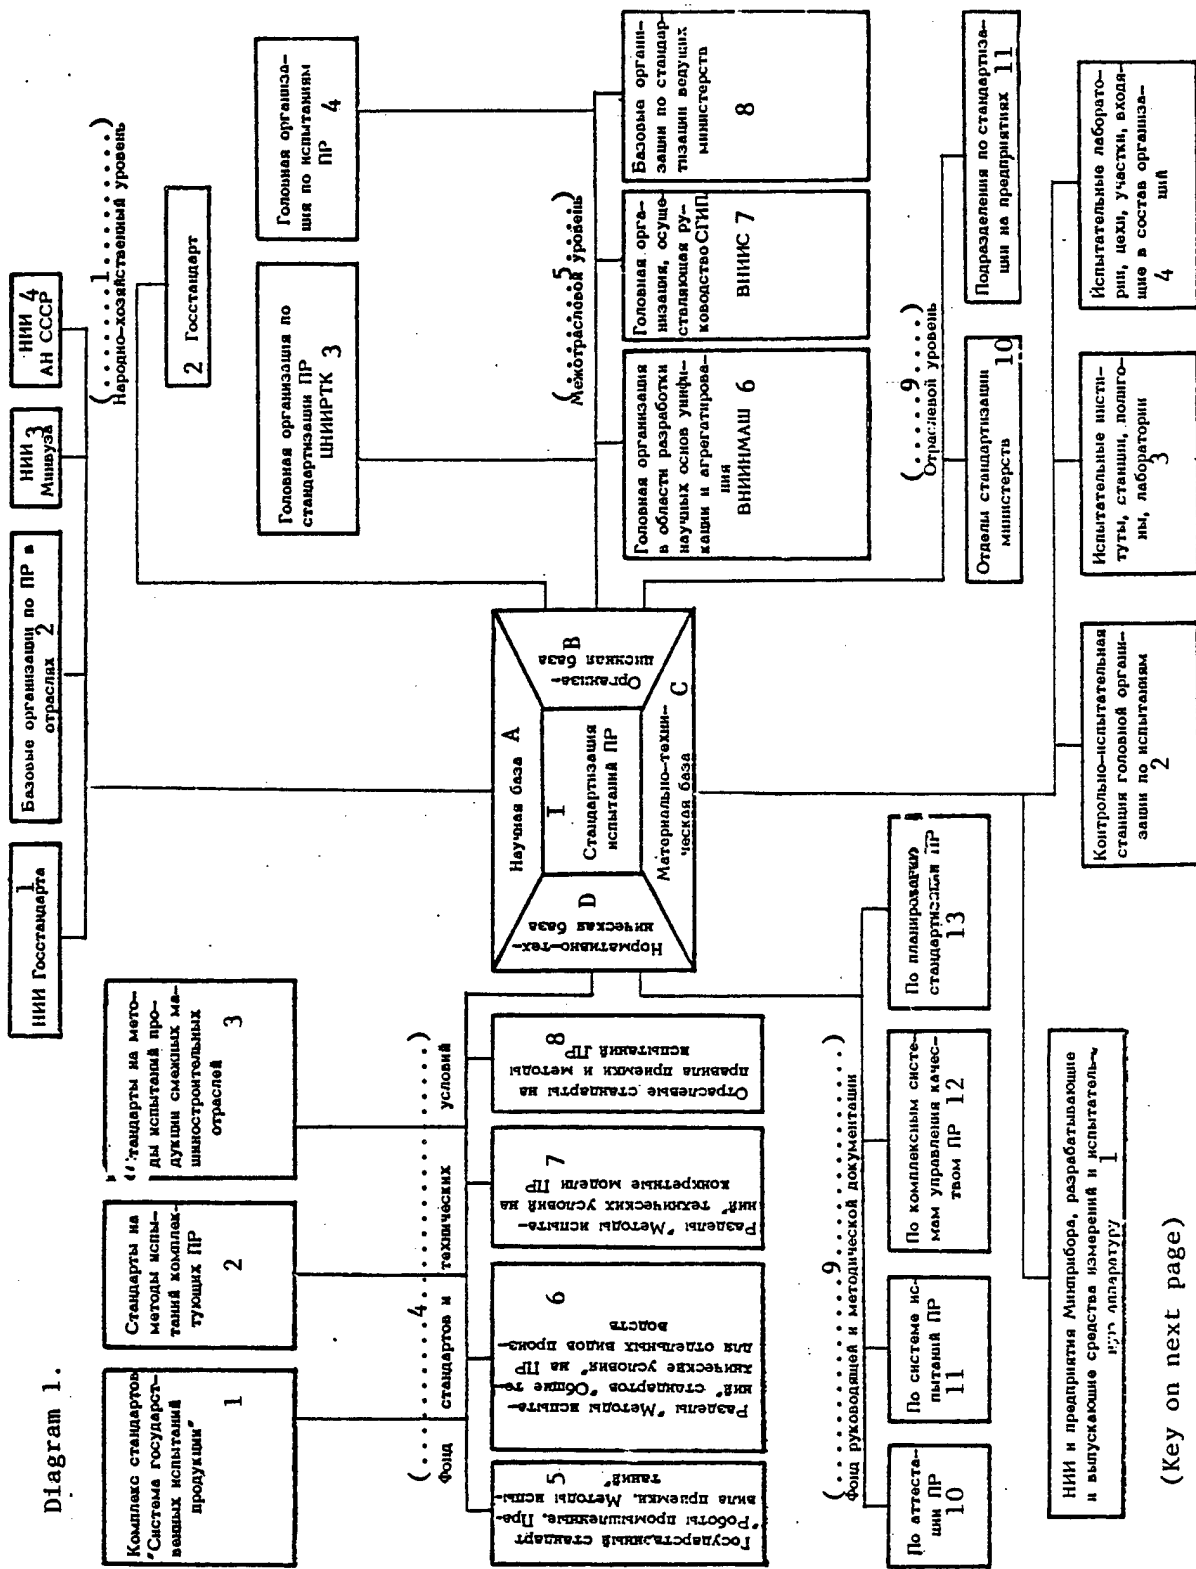 Diagram 1.
НИИ Госстандарта
1
Базовые организации по ПР в
отраслях 2
НИИ 3
Минвуза
НИИ 4
АН СССР
(........1........)
Народно-хозяйственный уровень
2 Госстандарт
Головная организация по
стандартизации ПР
ЦНИИРТК 3
Головная организа-
ция по испытаниям
ПР 4
(........5........)
Межотраслевой уровень
Головная организация
в области разработки
научных основ унифи-
кации и агрегатирова-
ния
ВНИИНМАШ 6
Головная орга-
низация, осуще-
ствляющая ру-
ководство СГИП
ВНИИС 7
Базовые органи-
зации по стандар-
тизации ведущих
министерств
8
(........9........)
Отраслевой уровень
Отделы стандартизации
министерств 10
Подразделения по стандартиза-
ции на предприятиях 11
Научная база A
Организа-
ционная база
B
Материально-техни-
ческая база C
Нормативно-тех-
ническая база
D
I
Стандартизация
испытаний ПР
Комплекс стандартов
"Система государст-
венных испытаний
продукции"
1
Стандарты на
методы испы-
таний комплек-
тующих ПР
2
Стандарты на мето-
ды испытаний про-
дукции смежных ма-
шиностроительных
отраслей
3
(........4........)
Фонд стандартов и технических условий
Государственный стандарт
"Роботы промышленные. Пра-
вила приемки. Методы испы-
таний"
5
Разделы "Методы испыта-
ний" стандартов "Общие те-
хнические условия" на ПР
для отдельных видов произ-
водств
6
Разделы "Методы испыта-
ний" технических условий на
конкретные модели ПР
7
Отраслевые стандарты на
правила приемки и методы
испытаний ПР
8
(........9........)
Фонд руководящей и методической документации
По аттеста-
ции ПР
10
По системе ис-
пытаний ПР
11
По комплексным систе-
мам управления качес-
твом ПР 12
По планированию
стандартизации ПР
13
НИИ и предприятия Минприбора, разрабатывающие
и выпускающие средства измерений и испытатель-
ную аппаратуру 1
Контрольно-испытательная
станция головной органи-
зации по испытаниям
2
Испытательные инсти-
туты, станции, полиго-
ны, лаборатории
3
Испытательные лаборато-
рии, цехи, участки, входя-
щие в состав организа-
ций
4
(Key on next page)